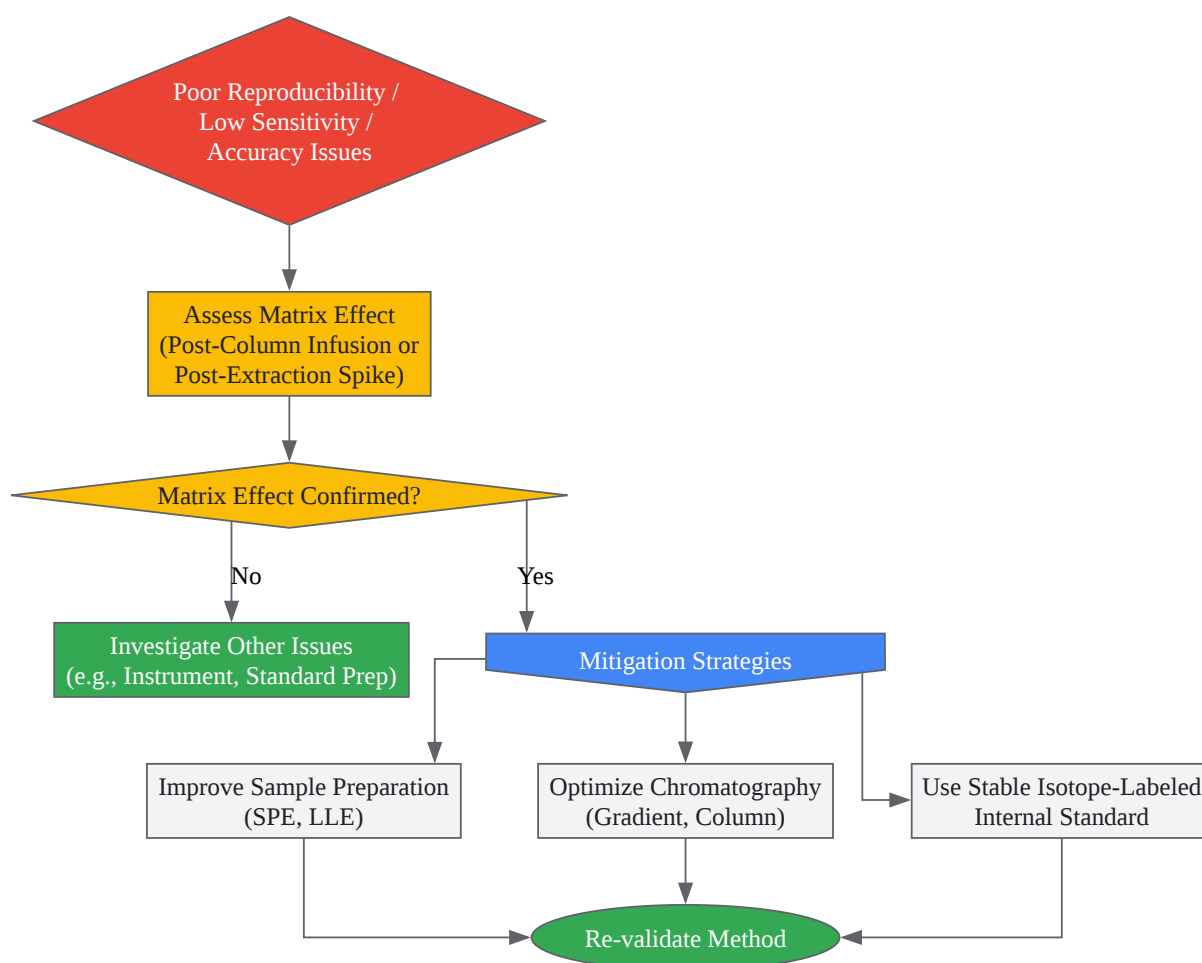 Poor Reproducibility /
Low Sensitivity /
Accuracy Issues
Assess Matrix Effect
(Post-Column Infusion or
Post-Extraction Spike)
Matrix Effect Confirmed?
No
Yes
Investigate Other Issues
(e.g., Instrument, Standard Prep)
Mitigation Strategies
Improve Sample Preparation
(SPE, LLE)
Optimize Chromatography
(Gradient, Column)
Use Stable Isotope-Labeled
Internal Standard
Re-validate Method